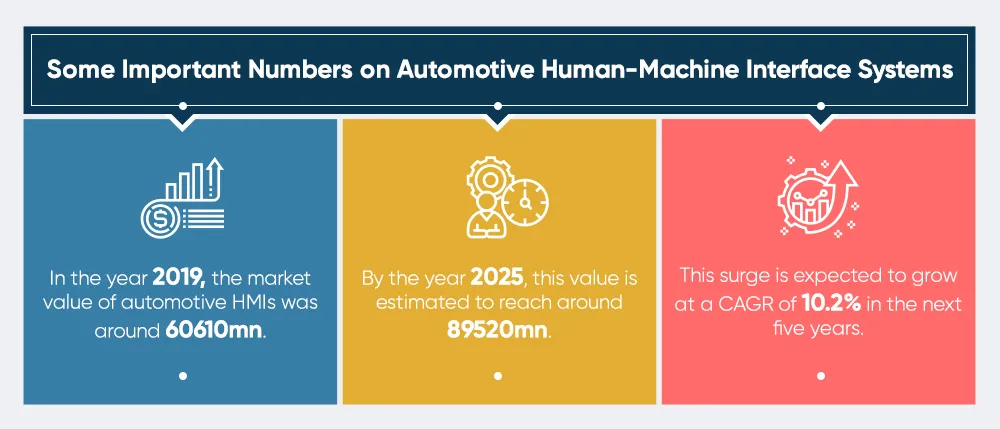 Some Important Numbers on Automotive Human-Machine Interface Systems
In the year 2019, the market
value of automotive HMIs was
around 60610mn.
By the year 2025, this value is
estimated to reach around
89520mn.
This surge is expected to grow
at a CAGR of 10.2% in the next
five years.